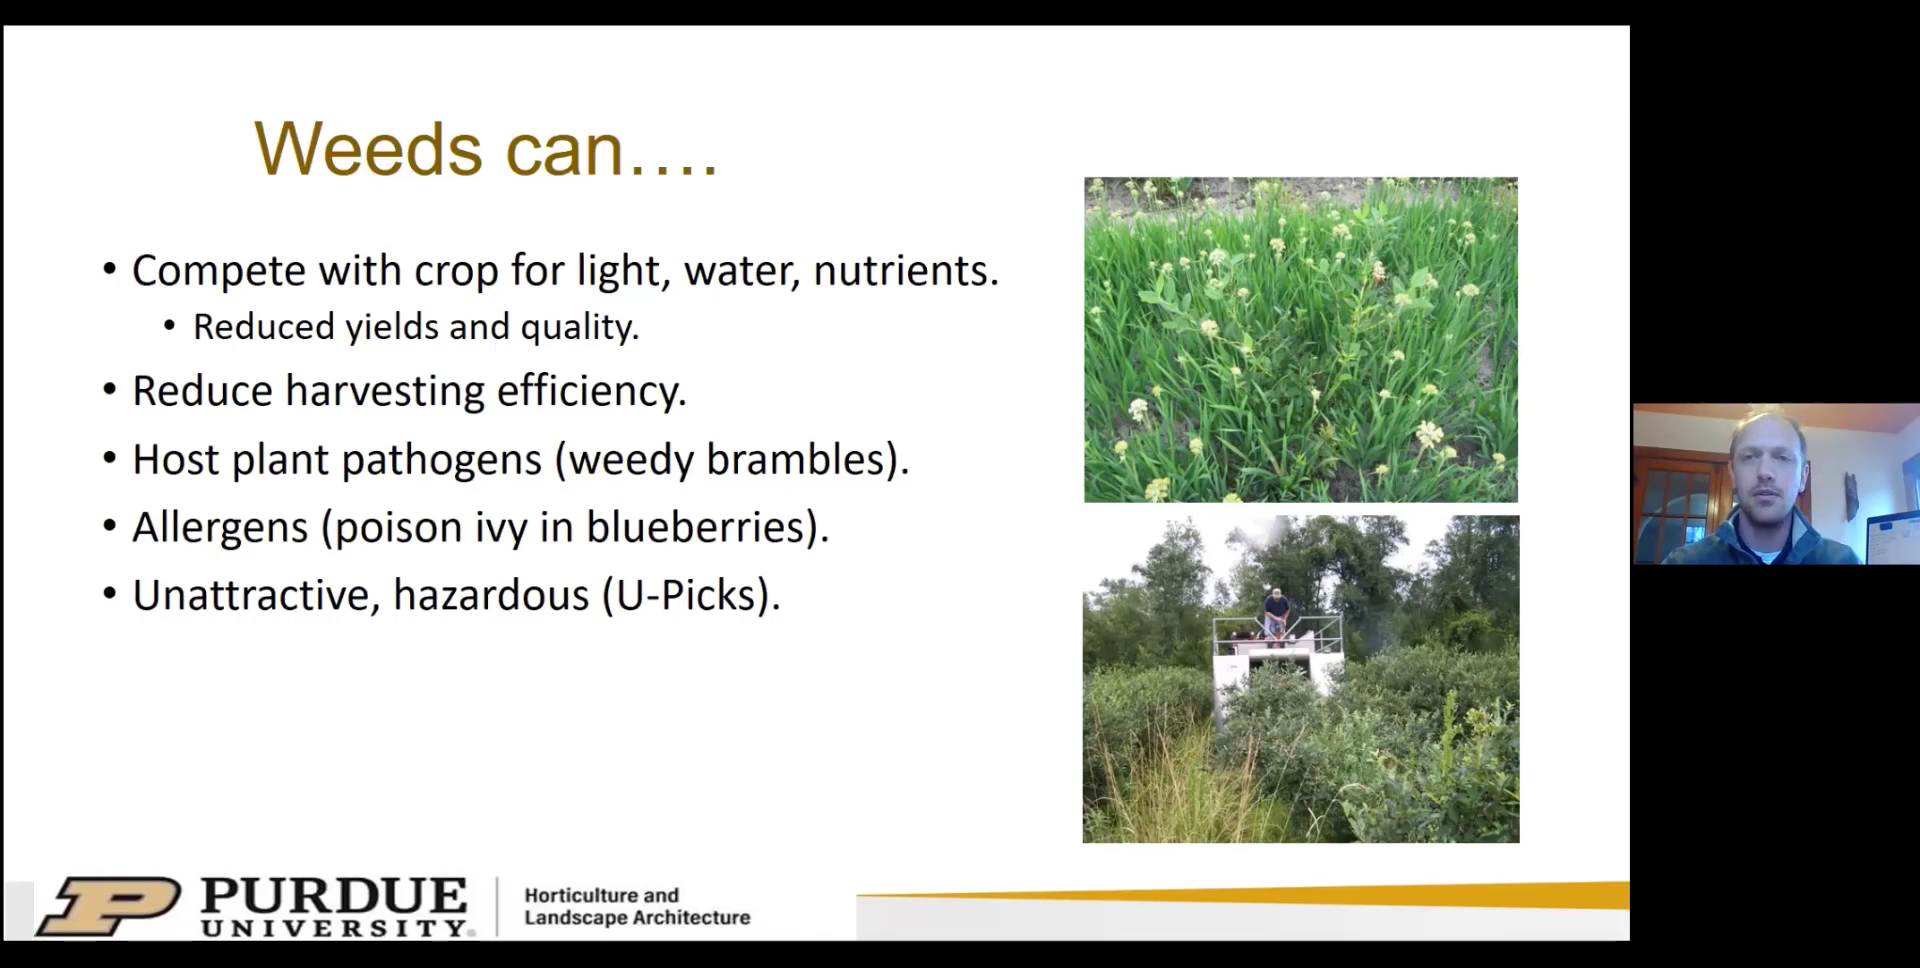 Weeds can....
• Compete with crop for light, water, nutrients.
• Reduced yields and quality.
• Reduce harvesting efficiency.
• Host plant pathogens (weedy brambles).
• Allergens (poison ivy in blueberries).
• Unattractive, hazardous (U-Picks).
PURDUE
UNIVERSITY®
Horticulture and
Landscape Architecture